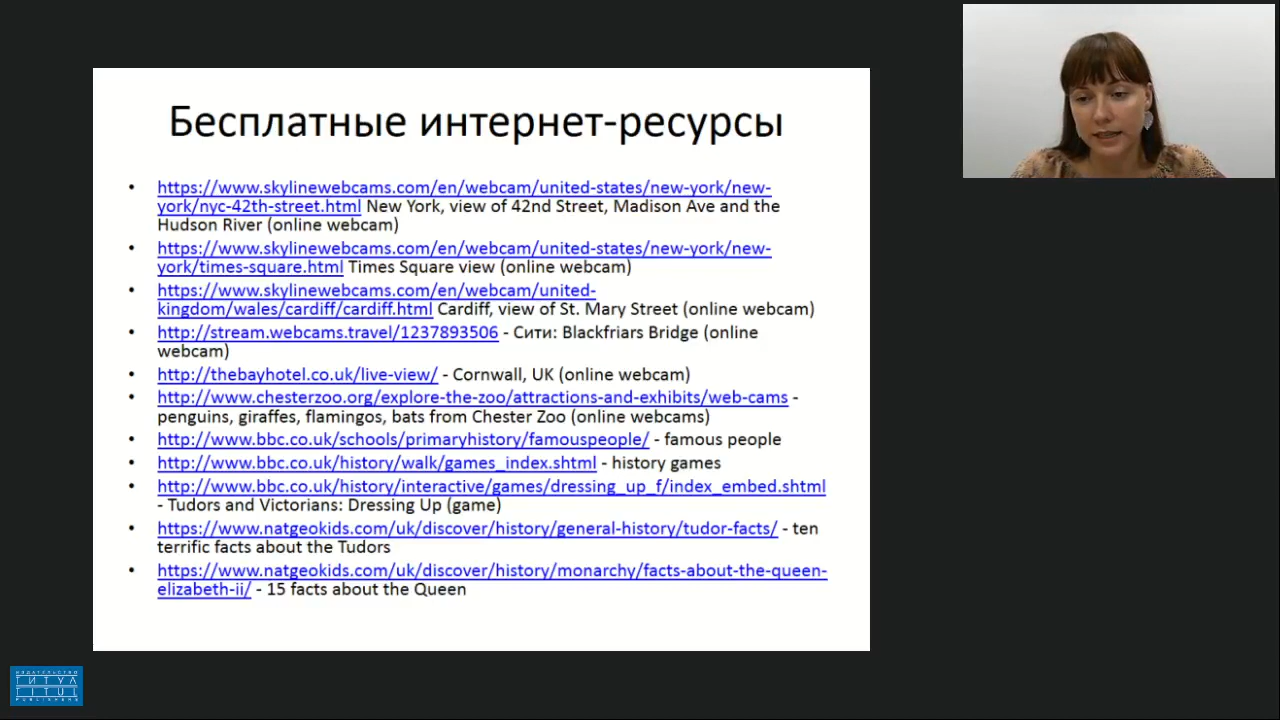 Бесплатные интернет-ресурсы
• https://www.skylinewebcams.com/en/webcam/united-states/new-york/new-
york/nyc-42th-street.html New York, view of 42nd Street, Madison Ave and the
Hudson River (online webcam)
• https://www.skylinewebcams.com/en/webcam/united-states/new-york/new-
york/times-square.html Times Square view (online webcam)
• https://www.skylinewebcams.com/en/webcam/united-
kingdom/wales/cardiff/cardiff.html Cardiff, view of St. Mary Street (online webcam)
• http://stream.webcams.travel/1237893506 - Сити: Blackfriars Bridge (online
webcam)
• http://thebayhotel.co.uk/live-view/ - Cornwall, UK (online webcam)
• http://www.chesterzoo.org/explore-the-zoo/attractions-and-exhibits/web-cams -
penguins, giraffes, flamingos, bats from Chester Zoo (online webcams)
• http://www.bbc.co.uk/schools/primaryhistory/famouspeople/ - famous people
• http://www.bbc.co.uk/history/walk/games_index.shtml - history games
• http://www.bbc.co.uk/history/interactive/games/dressing_up_f/index_embed.shtml
- Tudors and Victorians: Dressing Up (game)
• https://www.natgeokids.com/uk/discover/history/general-history/tudor-facts/ - ten
terrific facts about the Tudors
• https://www.natgeokids.com/uk/discover/history/monarchy/facts-about-the-queen-
elizabeth-ii/ - 15 facts about the Queen
ИЗДАТЕЛЬСТВО
ТИТУЛ
TITUL
PUBLISHERS